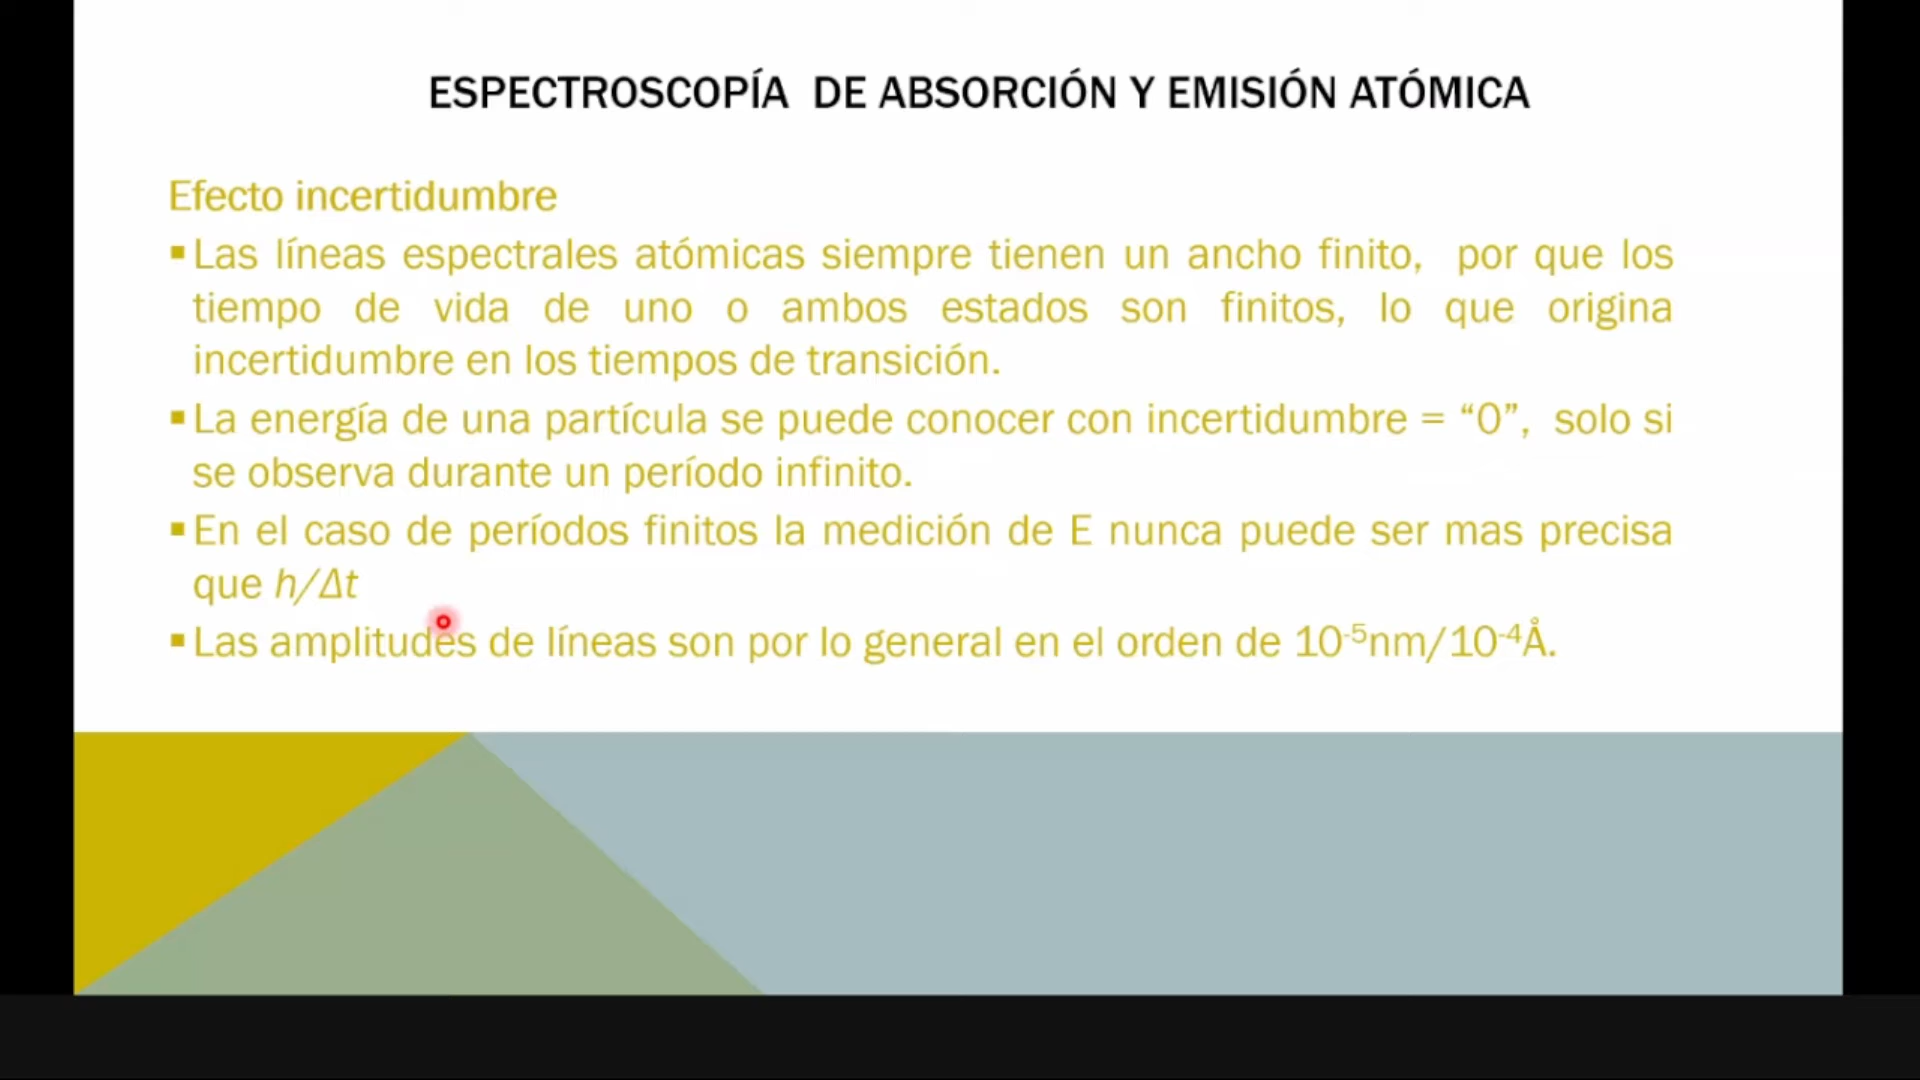 ESPECTROSCOPÍA DE ABSORCIÓN Y EMISIÓN ATÓMICA
Efecto incertidumbre
▪Las líneas espectrales atómicas siempre tienen un ancho finito, por que los
tiempo de vida de uno o ambos estados son finitos, lo que origina
incertidumbre en los tiempos de transición.
▪La energía de una partícula se puede conocer con incertidumbre = “0”, solo si
se observa durante un período infinito.
▪En el caso de períodos finitos la medición de E nunca puede ser mas precisa
que h/Δt
▪Las amplitudes de líneas son por lo general en el orden de 10⁻⁵nm/10⁻⁴Å.